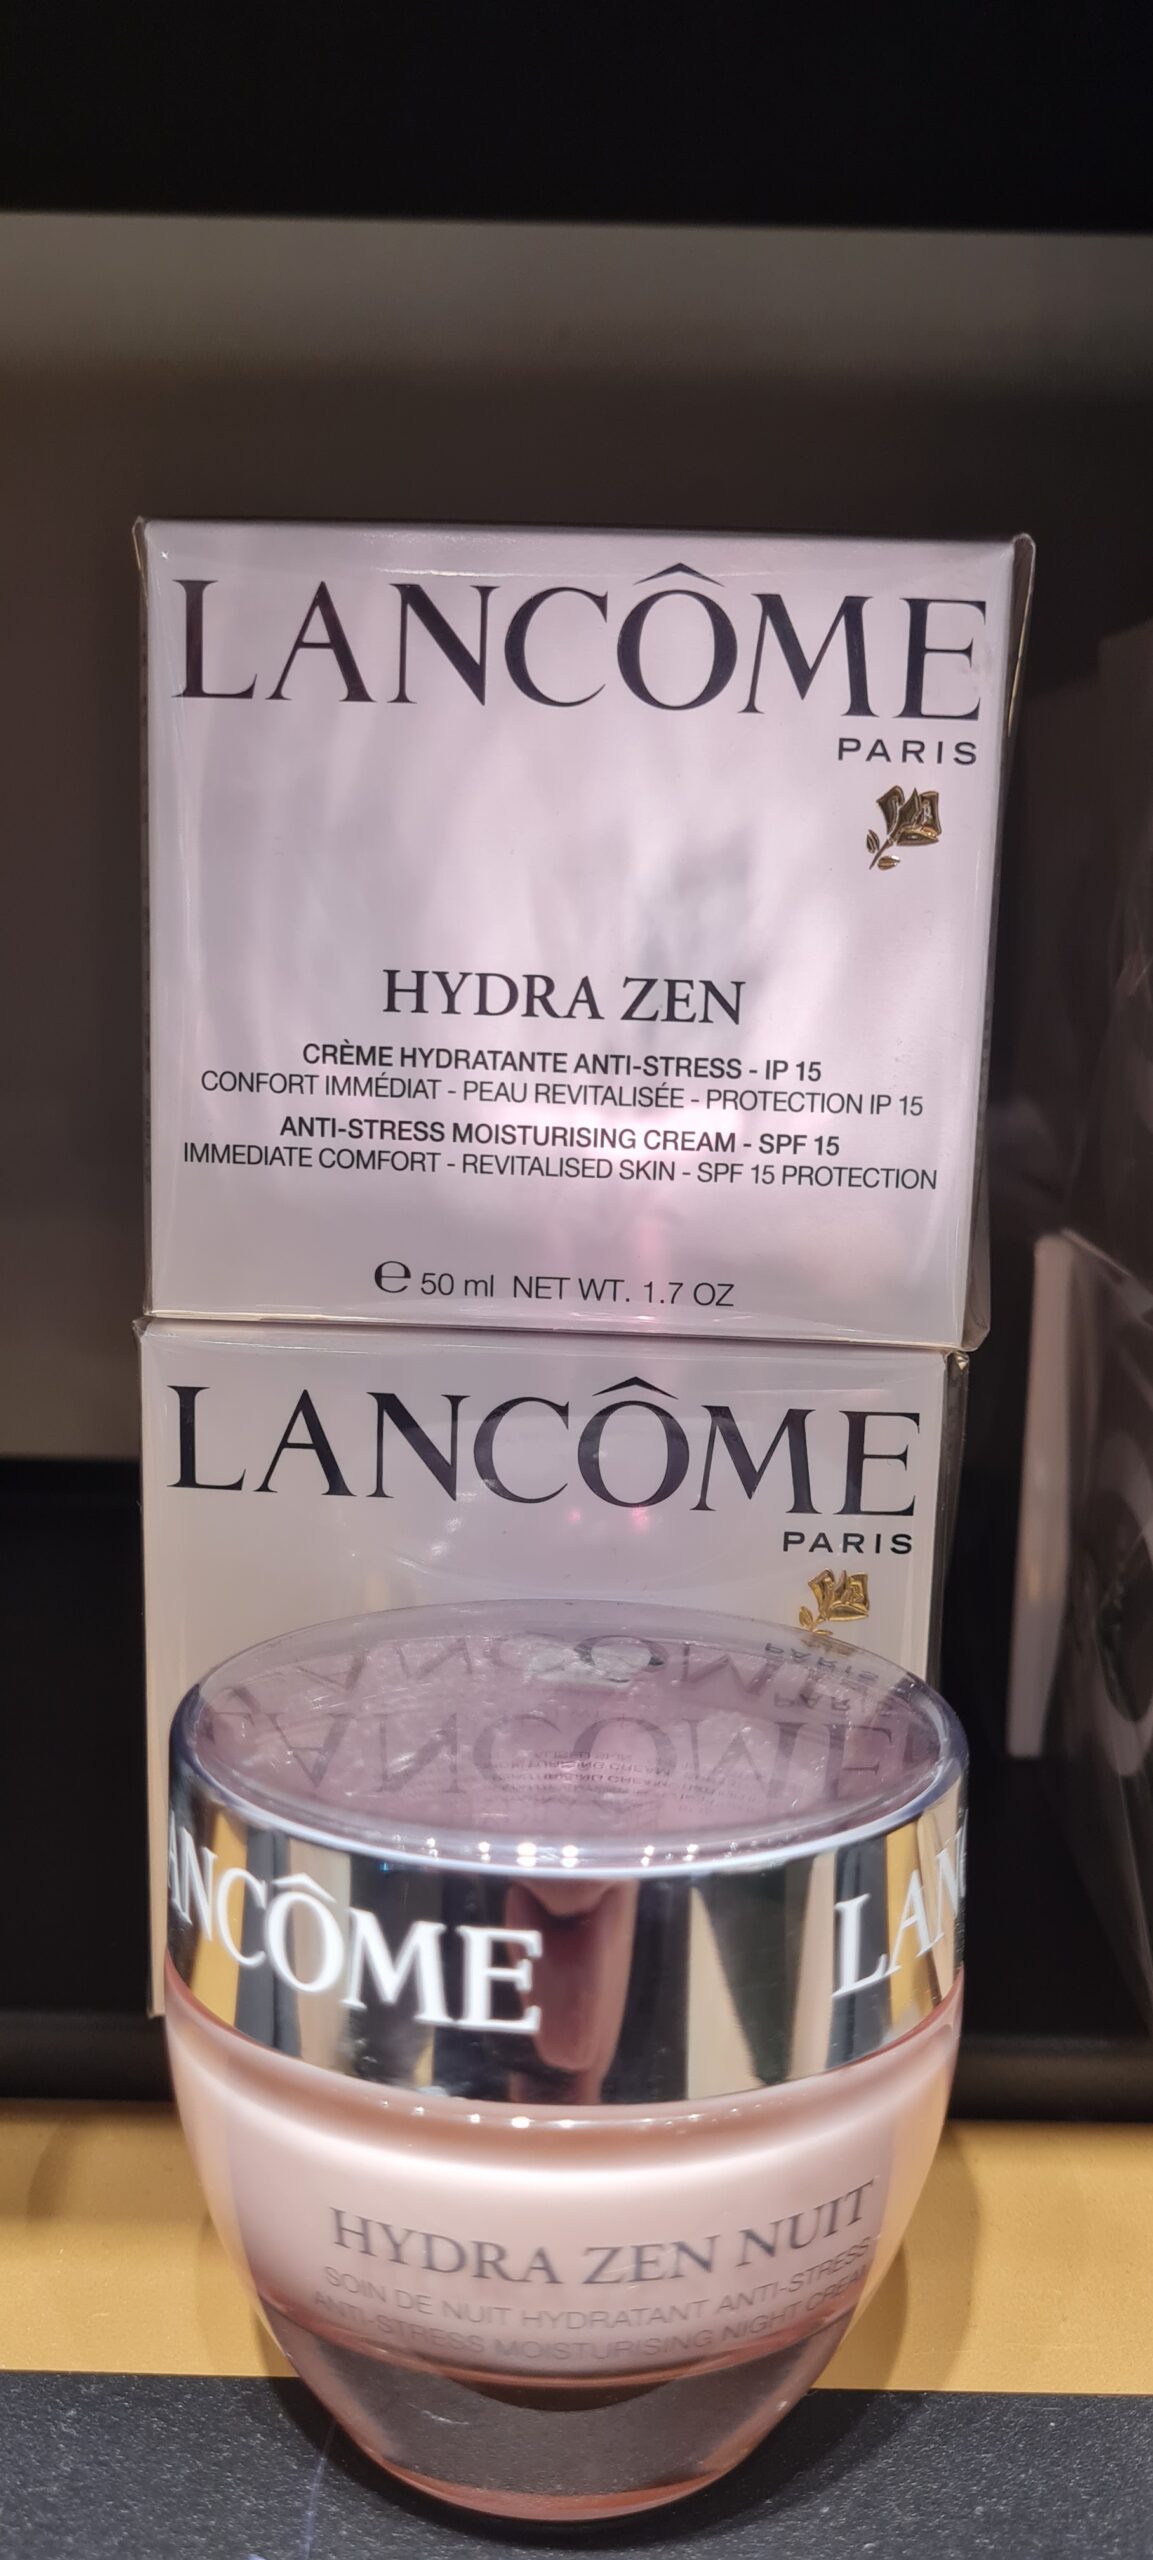 LANCÔME
PARIS
HYDRA ZEN
CRÈME HYDRATANTE ANTI-STRESS - IP 15
CONFORT IMMÉDIAT - PEAU REVITALISÉE - PROTECTION IP 15
ANTI-STRESS MOISTURISING CREAM - SPF 15
IMMEDIATE COMFORT - REVITALISED SKIN - SPF 15 PROTECTION
℮ 50 ml NET WT. 1.7 OZ
LANCÔME
PARIS
ANCÔME LAN
HYDRA ZEN NUIT
SOIN DE NUIT HYDRATANT ANTI-STRESS
ANTI-STRESS MOISTURISING NIGHT CREAM